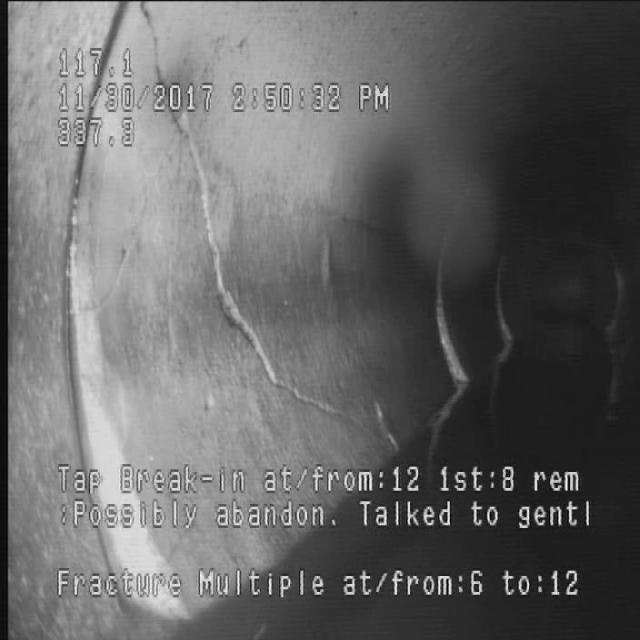 117.1
11/30/2017 2:50:32 PM
337.3
Tap Break-in at/from:12 1st:8 rem
:Possibly abandon. Talked to gentl
Fracture Multiple at/from:6 to:12